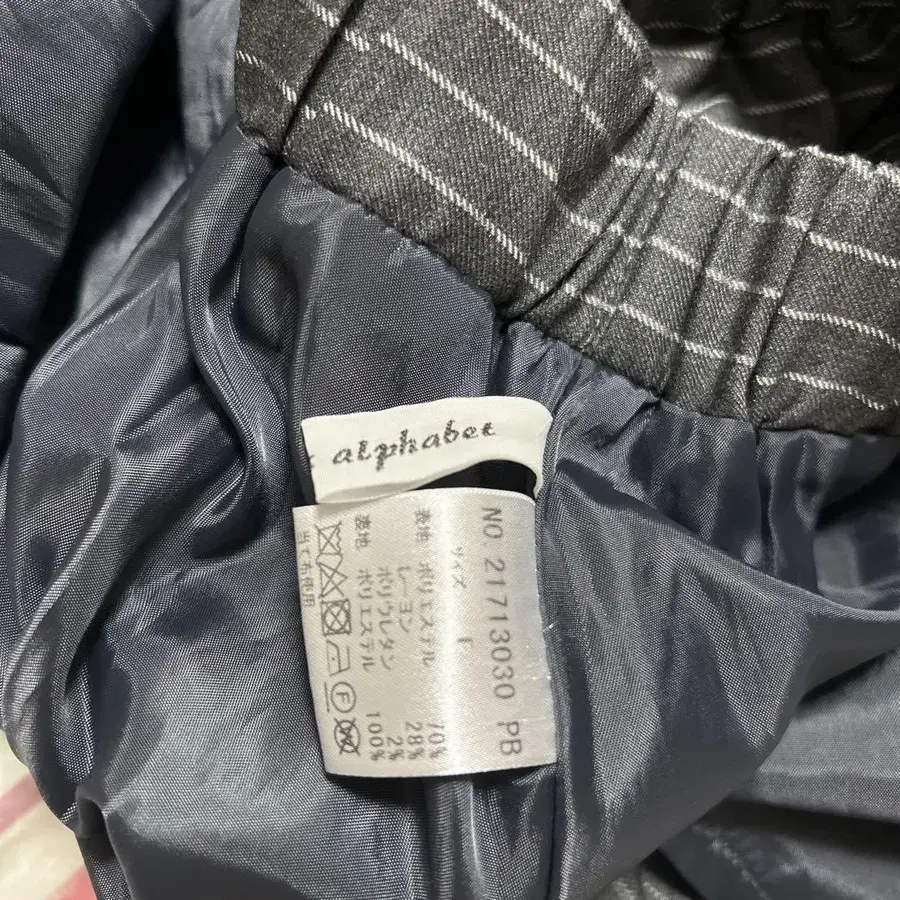 alphabet
NO. 21713030 PB
サイズ F
表地 ポリエステル 70%
レーヨン 28%
ポリウレタン 2%
裏地 ポリエステル 100%
F W
当て布使用